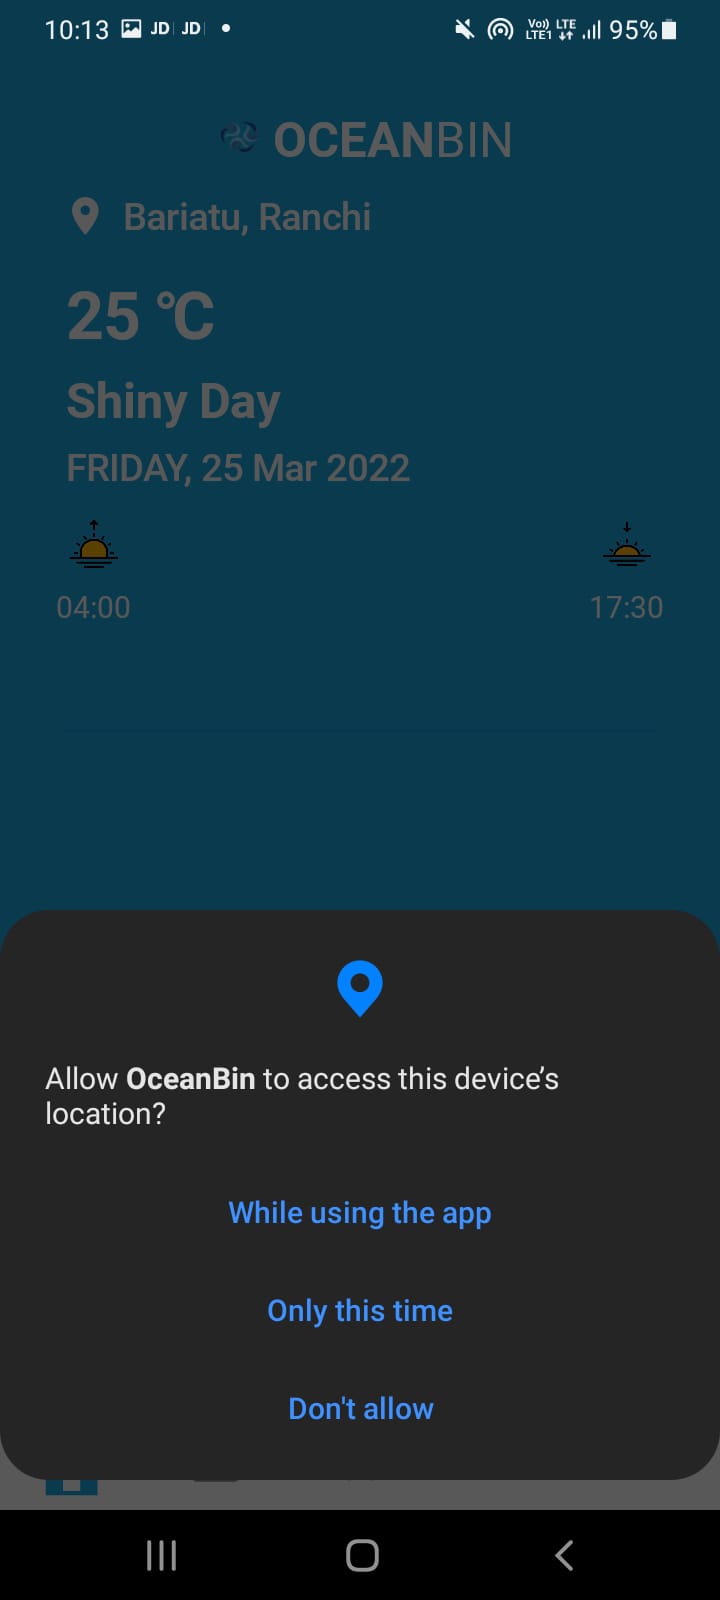 10:13 JD JD Vo)) LTE LTE1 95%
OCEANBIN
Bariatu, Ranchi
25 °C
Shiny Day
FRIDAY, 25 Mar 2022
04:00 17:30
Allow OceanBin to access this device’s
location?
While using the app
Only this time
Don't allow